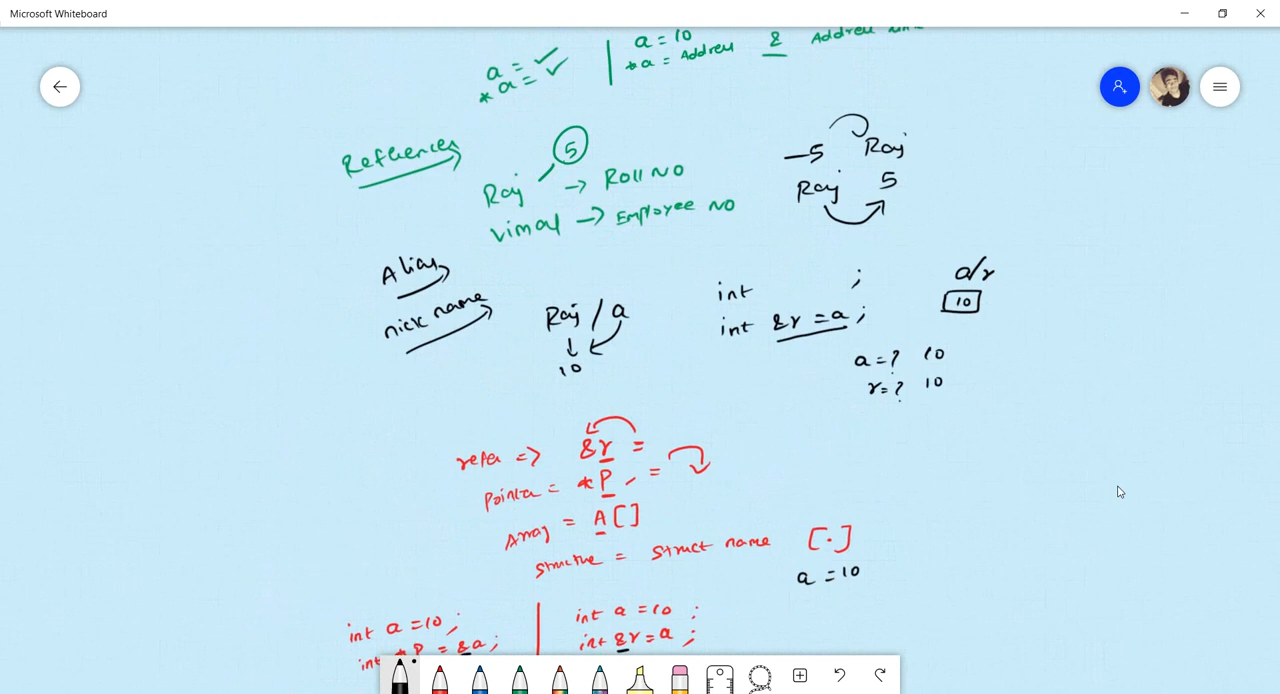 Microsoft Whiteboard
a = 10
a = ✓
*a = ✓
*a = Address & Address
References
Raj 5
→ Roll NO
vimal → Employee NO
5 Raj
Raj 5
Alias
nick name
Raj / a
↓
10
int ;
int &r = a ;
a/r
10
a = ? 10
r = ? 10
refer => &r =
Pointer = *P, =
Array = A[]
structure = struct name [.]
a = 10
int a = 10 ;
int *P = &a ;
int a = 10 ;
int &r = a ;